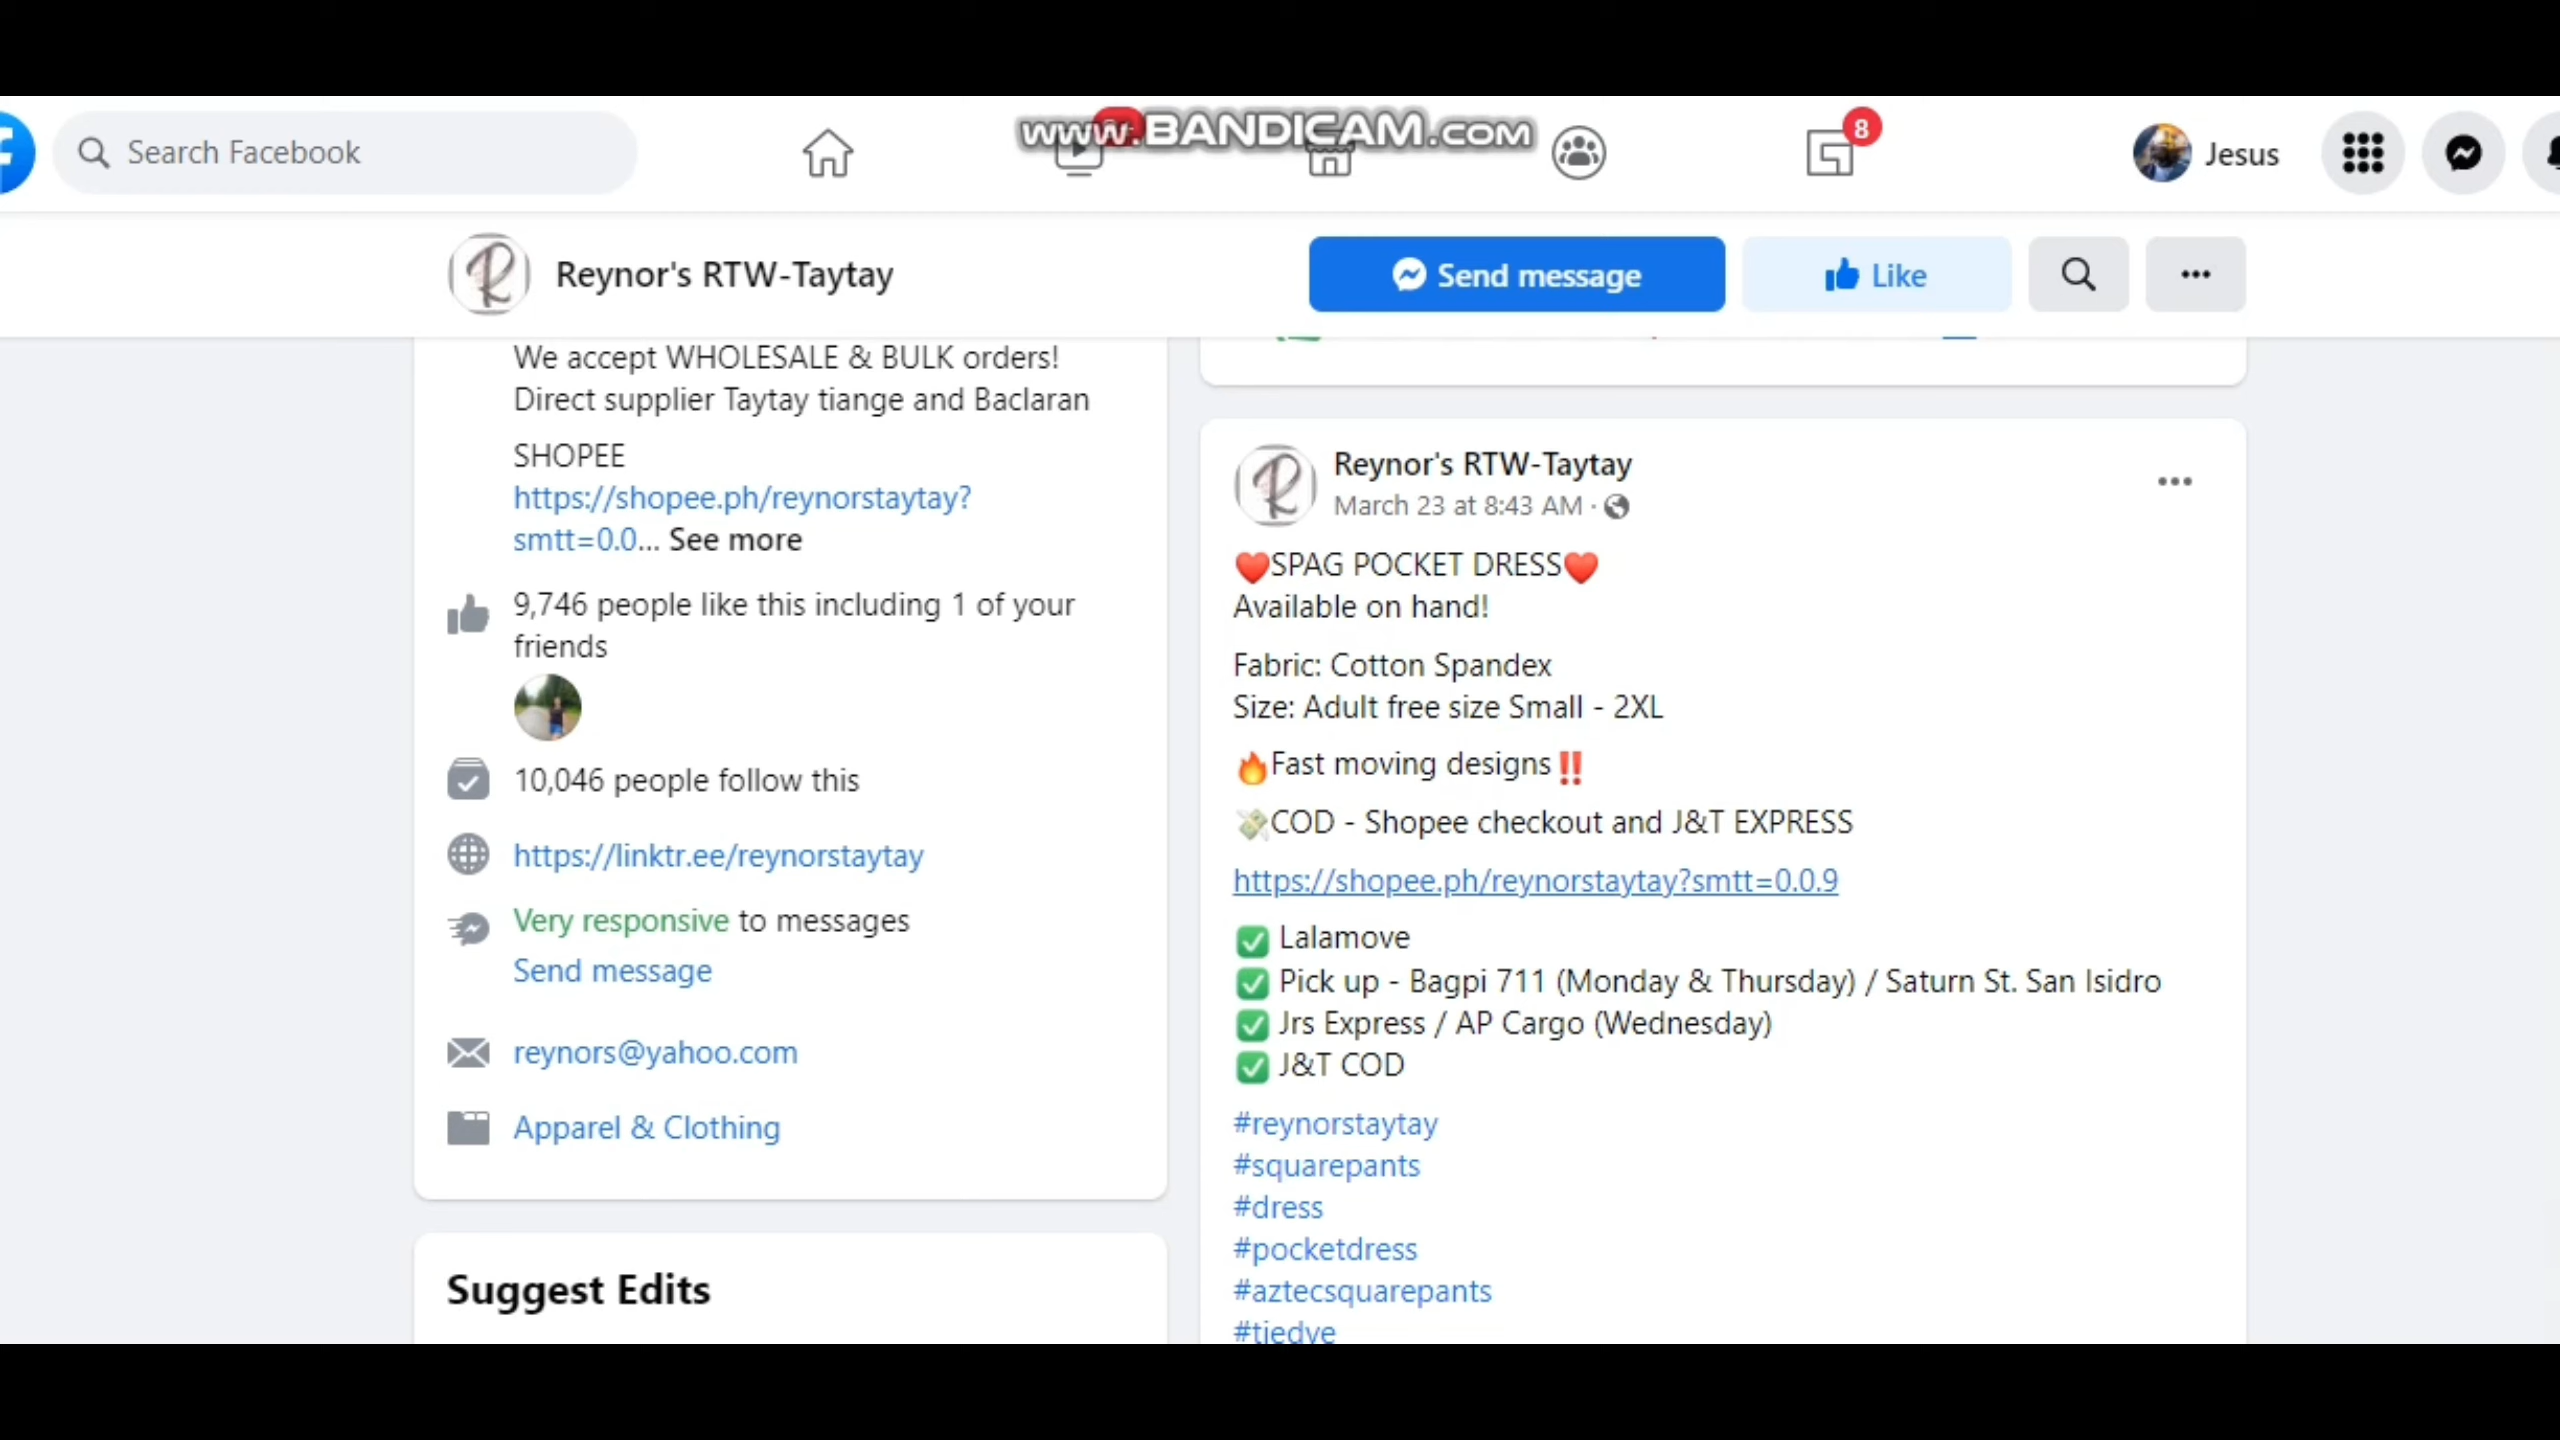 Search Facebook
www.BANDICAM.com
8
Jesus
Reynor's RTW-Taytay
Send message
Like
We accept WHOLESALE & BULK orders!
Direct supplier Taytay tiange and Baclaran
SHOPEE
https://shopee.ph/reynorstaytay?
smtt=0.0... See more
9,746 people like this including 1 of your
friends
10,046 people follow this
https://linktr.ee/reynorstaytay
Very responsive to messages
Send message
reynors@yahoo.com
Apparel & Clothing
Suggest Edits
Reynor's RTW-Taytay
March 23 at 8:43 AM ·
❤️SPAG POCKET DRESS❤️
Available on hand!
Fabric: Cotton Spandex
Size: Adult free size Small - 2XL
🔥Fast moving designs‼️
💸COD - Shopee checkout and J&T EXPRESS
https://shopee.ph/reynorstaytay?smtt=0.0.9
✅ Lalamove
✅ Pick up - Bagpi 711 (Monday & Thursday) / Saturn St. San Isidro
✅ Jrs Express / AP Cargo (Wednesday)
✅ J&T COD
#reynorstaytay
#squarepants
#dress
#pocketdress
#aztecsquarepants
#tiedye